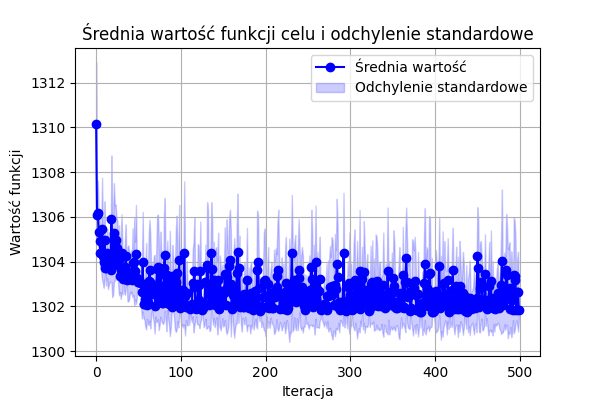 Średnia wartość funkcji celu i odchylenie standardowe
Średnia wartość
Odchylenie standardowe
Wartość funkcji
1312
1310
1308
1306
1304
1302
1300
0 100 200 300 400 500
Iteracja